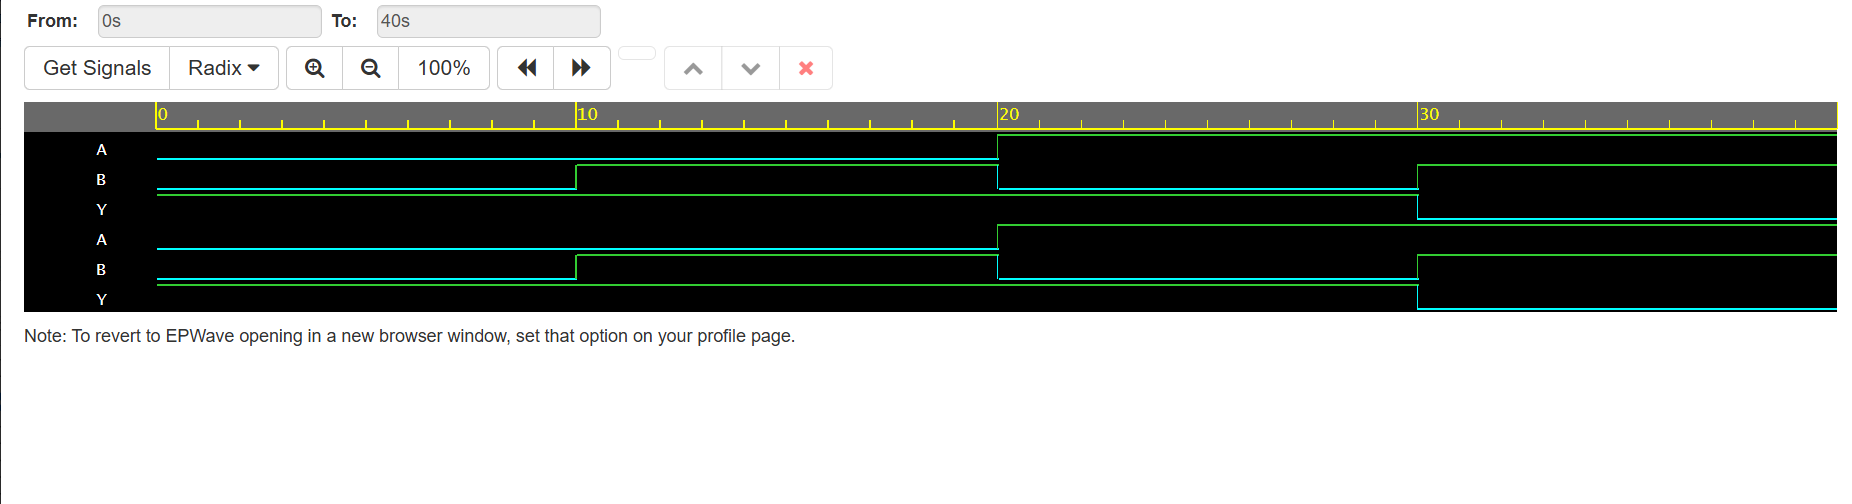 From: 0s To: 40s
Get Signals Radix 100%
0 10 20 30
A
B
Y
A
B
Y
Note: To revert to EPWave opening in a new browser window, set that option on your profile page.